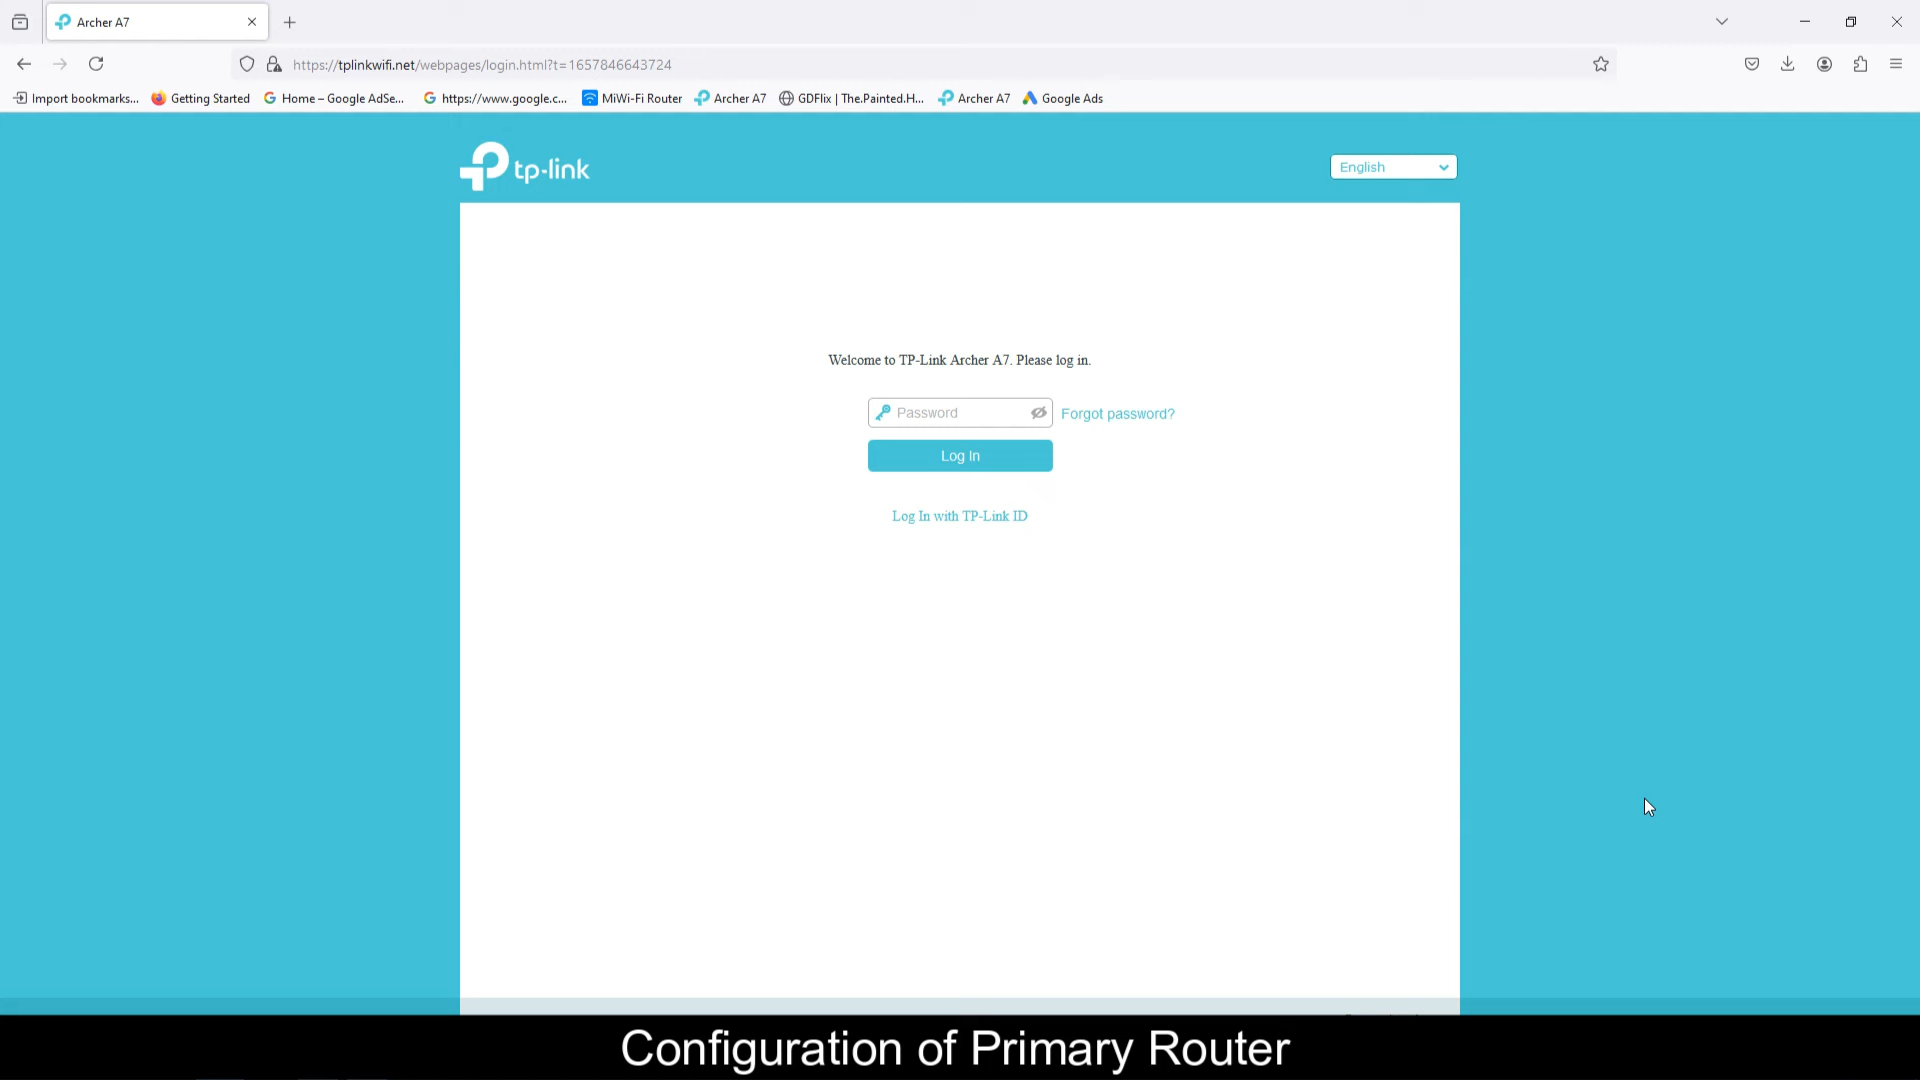 Archer A7
https://tplinkwifi.net/webpages/login.html?t=1657846643724
Import bookmarks... Getting Started Home – Google AdSe... https://www.google.c... MiWi-Fi Router Archer A7 GDFlix | The.Painted.H... Archer A7 Google Ads
tp-link
English
Welcome to TP-Link Archer A7. Please log in.
Password Forgot password?
Log In
Log In with TP-Link ID
Configuration of Primary Router